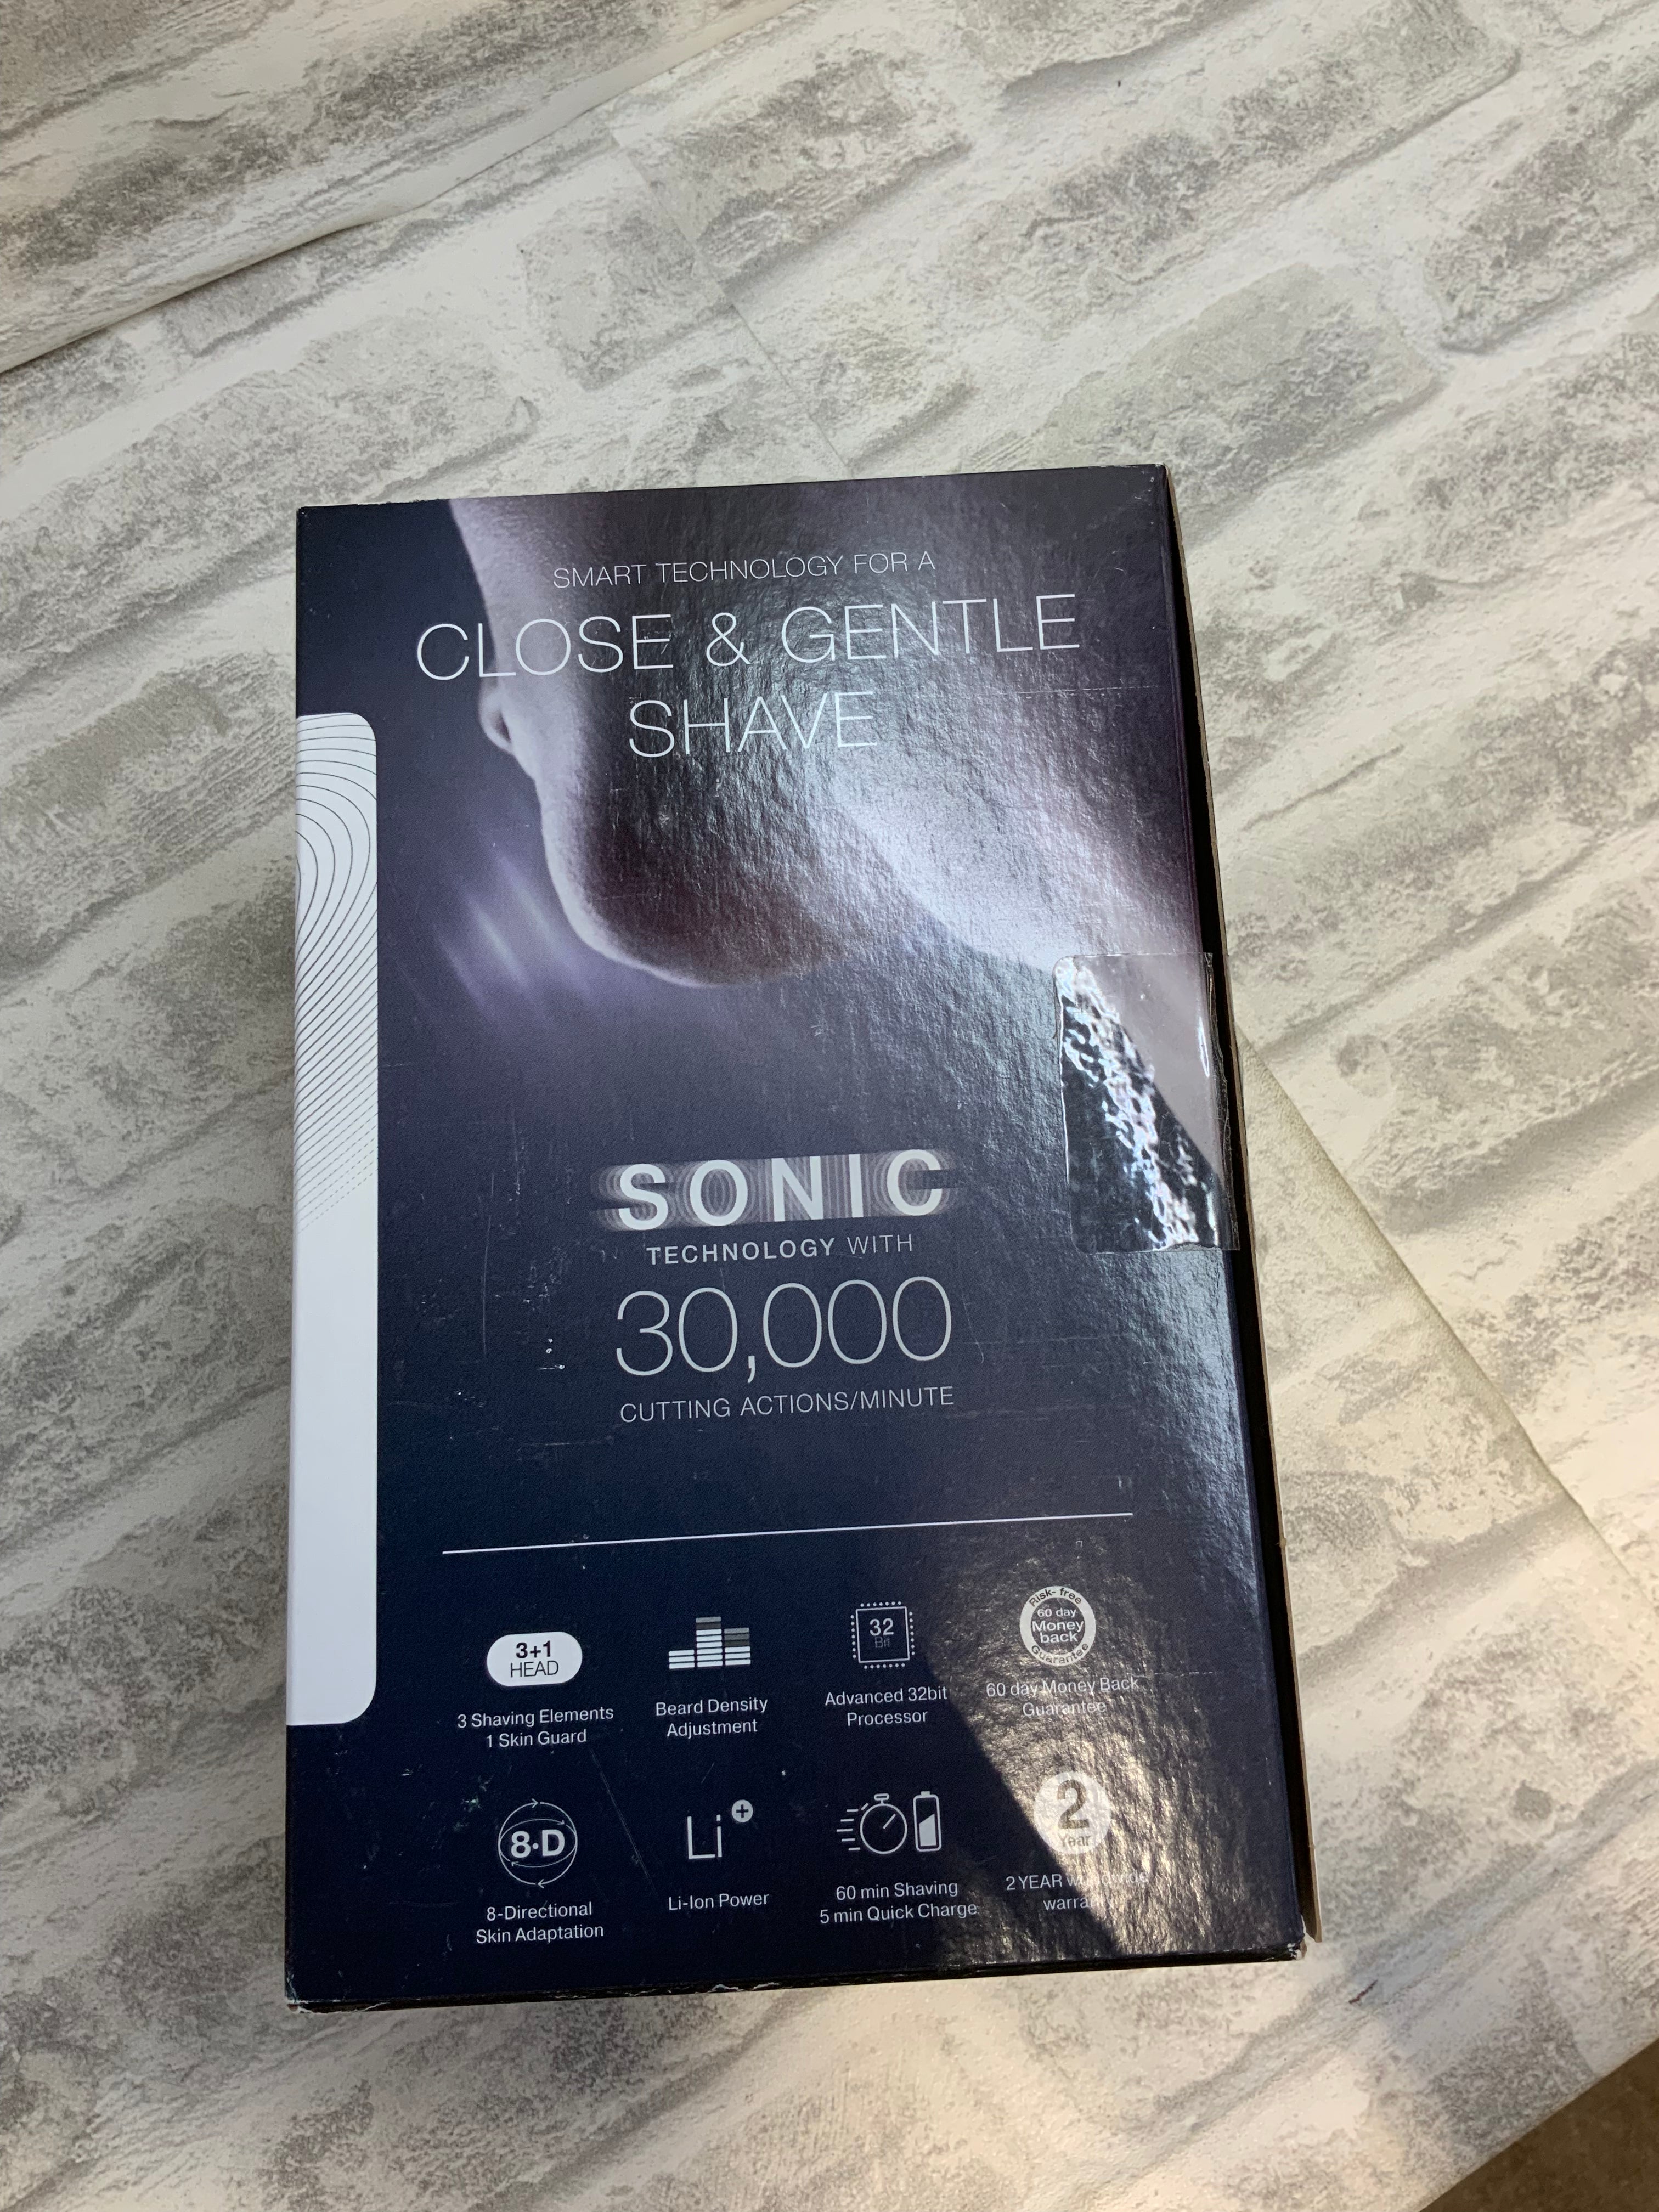 SMART TECHNOLOGY FOR A
CLOSE & GENTLE
SHAVE
SONIC
TECHNOLOGY WITH
30,000
CUTTING ACTIONS/MINUTE
3+1
HEAD
3 Shaving Elements
1 Skin Guard
Beard Density
Adjustment
32
Bit
Advanced 32bit
Processor
Risk- free
60 day
Money
back
Guarantee
60 day Money Back
Guarantee
8·D
8-Directional
Skin Adaptation
Li+
Li-Ion Power
60 min Shaving
5 min Quick Charge
2
Year
2 YEAR